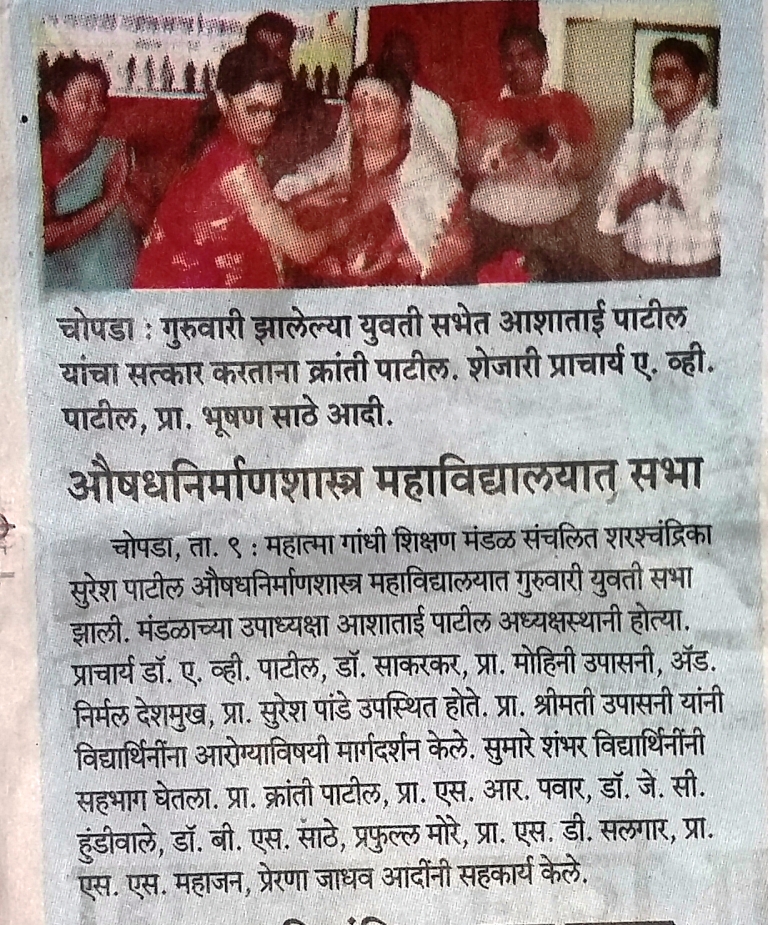 चोपडा : गुरुवारी झालेल्या युवती सभेत आशाताई पाटील
यांचा सत्कार करताना क्रांती पाटील. शेजारी प्राचार्य ए. व्ही.
पाटील, प्रा. भूषण साठे आदी.
औषधनिर्माणशास्त्र महाविद्यालयात सभा
चोपडा, ता. ९ : महात्मा गांधी शिक्षण मंडळ संचलित शरश्चंद्रिका
सुरेश पाटील औषधनिर्माणशास्त्र महाविद्यालयात गुरुवारी युवती सभा
झाली. मंडळाच्या उपाध्यक्षा आशाताई पाटील अध्यक्षस्थानी होत्या.
प्राचार्य डॉ. ए. व्ही. पाटील, डॉ. साकरकर, प्रा. मोहिनी उपासनी, ॲड.
निर्मल देशमुख, प्रा. सुरेश पांडे उपस्थित होते. प्रा. श्रीमती उपासनी यांनी
विद्यार्थिनींना आरोग्याविषयी मार्गदर्शन केले. सुमारे शंभर विद्यार्थिनींनी
सहभाग घेतला. प्रा. क्रांती पाटील, प्रा. एस. आर. पवार, डॉ. जे. सी.
हुंडीवाले, डॉ. बी. एस. साठे, प्रफुल्ल मोरे, प्रा. एस. डी. सलगार, प्रा.
एस. एस. महाजन, प्रेरणा जाधव आदींनी सहकार्य केले.